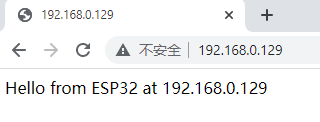 192.168.0.129
不安全 192.168.0.129
Hello from ESP32 at 192.168.0.129